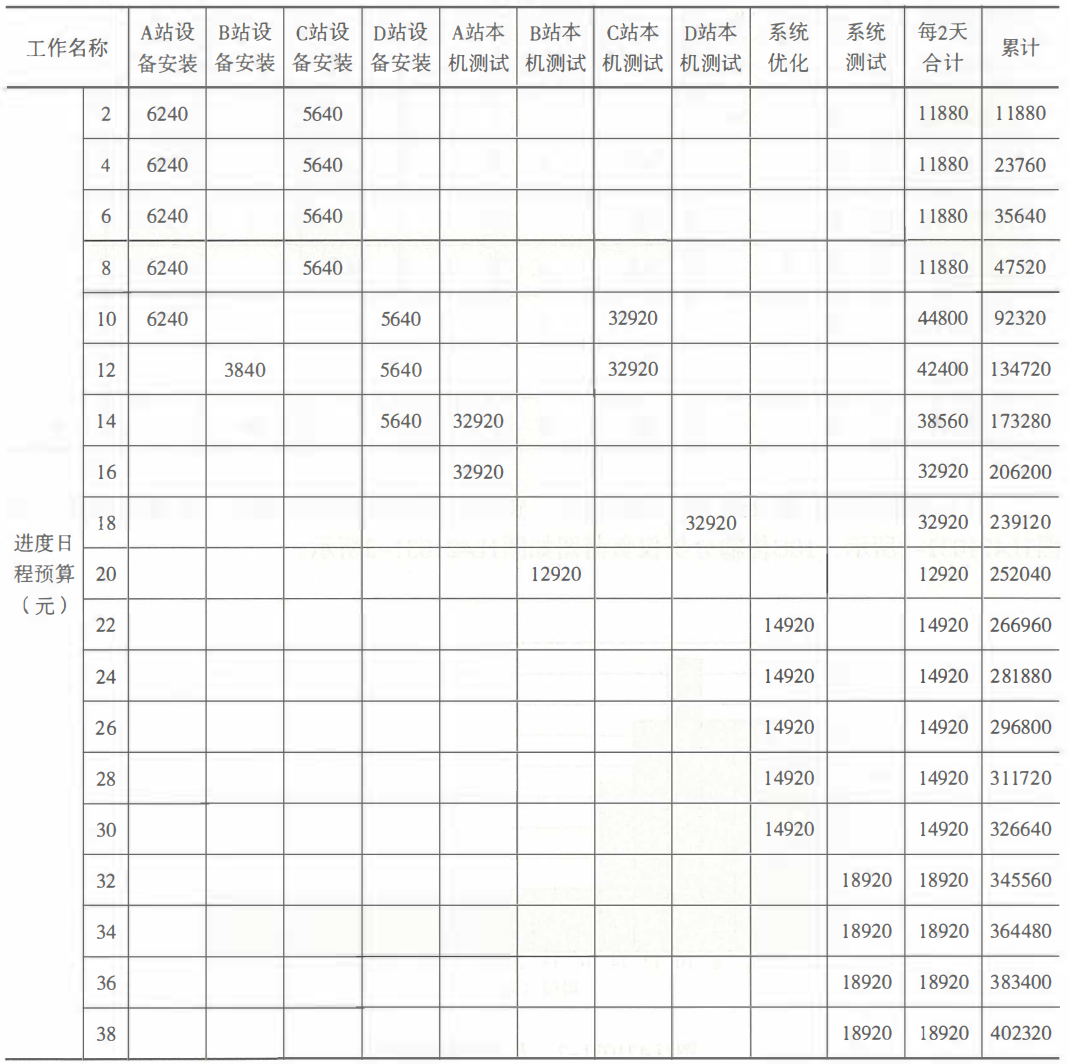 工作名称 A站设备安装 B站设备安装 C站设备安装 D站设备安装 A站本机测试 B站本机测试 C站本机测试 D站本机测试 系统优化 系统测试 每2天合计 累计
进度日程预算（元）
2 6240 5640 11880 11880
4 6240 5640 11880 23760
6 6240 5640 11880 35640
8 6240 5640 11880 47520
10 6240 5640 32920 44800 92320
12 3840 5640 32920 42400 134720
14 5640 32920 38560 173280
16 32920 32920 206200
18 32920 32920 239120
20 12920 12920 252040
22 14920 14920 266960
24 14920 14920 281880
26 14920 14920 296800
28 14920 14920 311720
30 14920 14920 326640
32 18920 18920 345560
34 18920 18920 364480
36 18920 18920 383400
38 18920 18920 402320